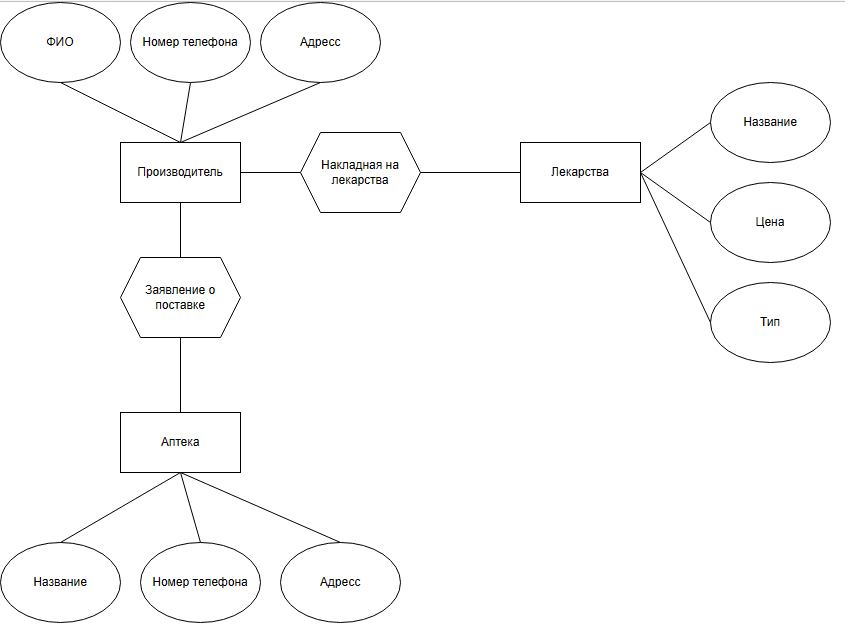 ФИО
Номер телефона
Адресс
Производитель
Накладная на
лекарства
Лекарства
Название
Цена
Тип
Заявление о
поставке
Аптека
Название
Номер телефона
Адресс